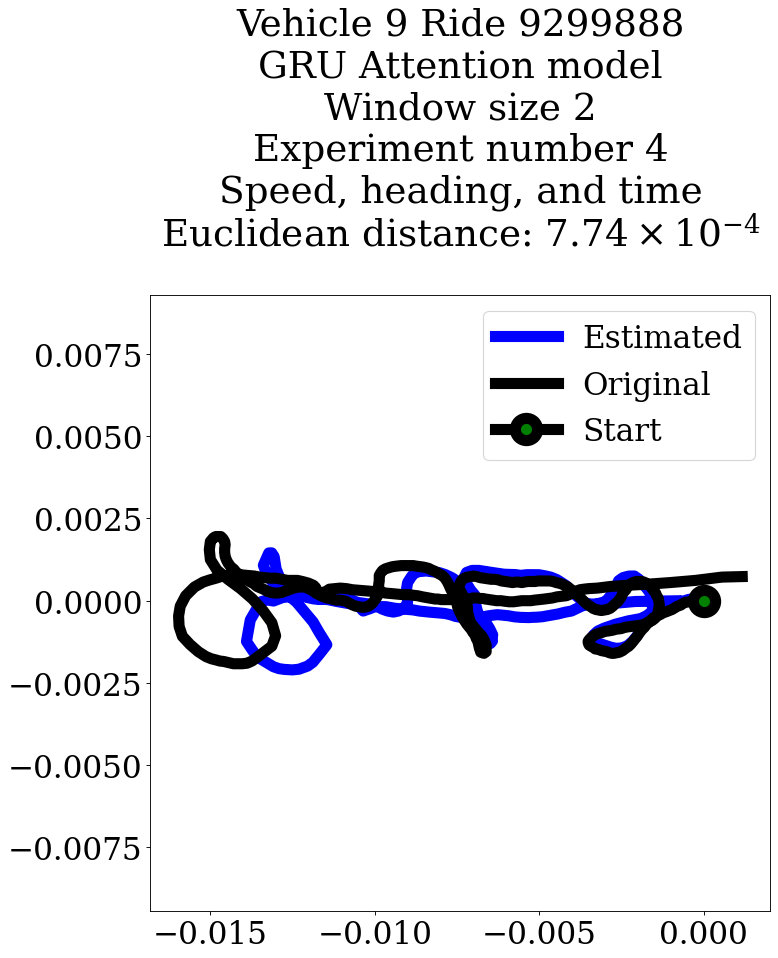 Vehicle 9 Ride 9299888
GRU Attention model
Window size 2
Experiment number 4
Speed, heading, and time
Euclidean distance: 7.74 × 10⁻⁴
Estimated
Original
Start
0.0075
0.0050
0.0025
0.0000
−0.0025
−0.0050
−0.0075
−0.015
−0.010
−0.005
0.000